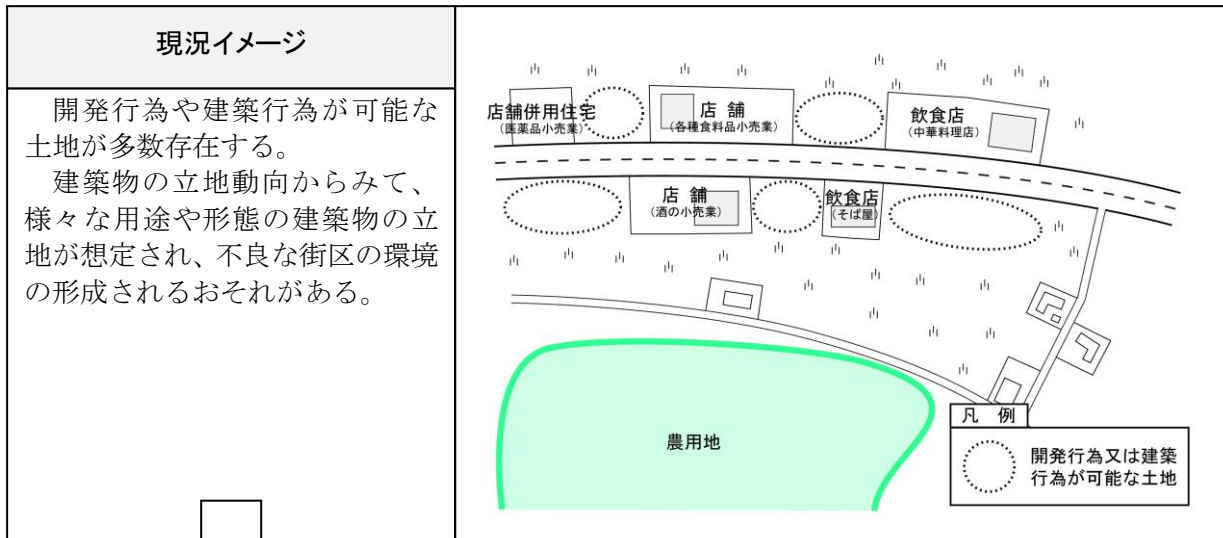 現況イメージ
開発行為や建築行為が可能な
土地が多数存在する。
建築物の立地動向からみて、
様々な用途や形態の建築物の立
地が想定され、不良な街区の環境
の形成されるおそれがある。
店舗併用住宅
（医薬品小売業）
店 舗
（各種食料品小売業）
飲食店
（中華料理店）
店 舗
（酒の小売業）
飲食店
（そば屋）
農用地
凡 例
開発行為又は建築
行為が可能な土地